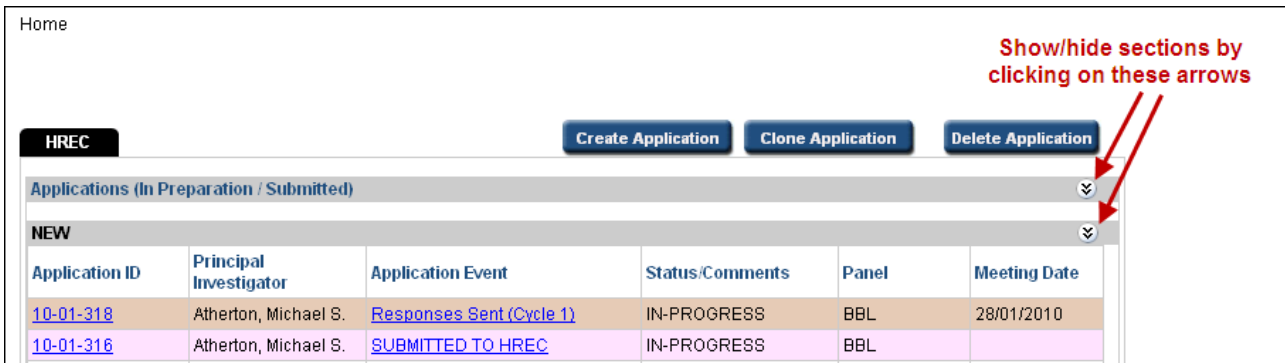 Home
Show/hide sections by
clicking on these arrows
HREC
Create Application
Clone Application
Delete Application
Applications (In Preparation / Submitted)
NEW
Application ID
Principal
Investigator
Application Event
Status/Comments
Panel
Meeting Date
10-01-318
Atherton, Michael S.
Responses Sent (Cycle 1)
IN-PROGRESS
BBL
28/01/2010
10-01-316
Atherton, Michael S.
SUBMITTED TO HREC
IN-PROGRESS
BBL